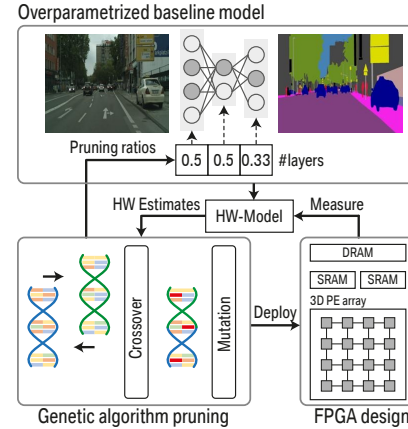 Overparametrized baseline model
Pruning ratios
0.5 0.5 0.33 #layers
HW Estimates
HW-Model
Measure
Crossover
Mutation
Deploy
DRAM
SRAM SRAM
3D PE array
Genetic algorithm pruning
FPGA design